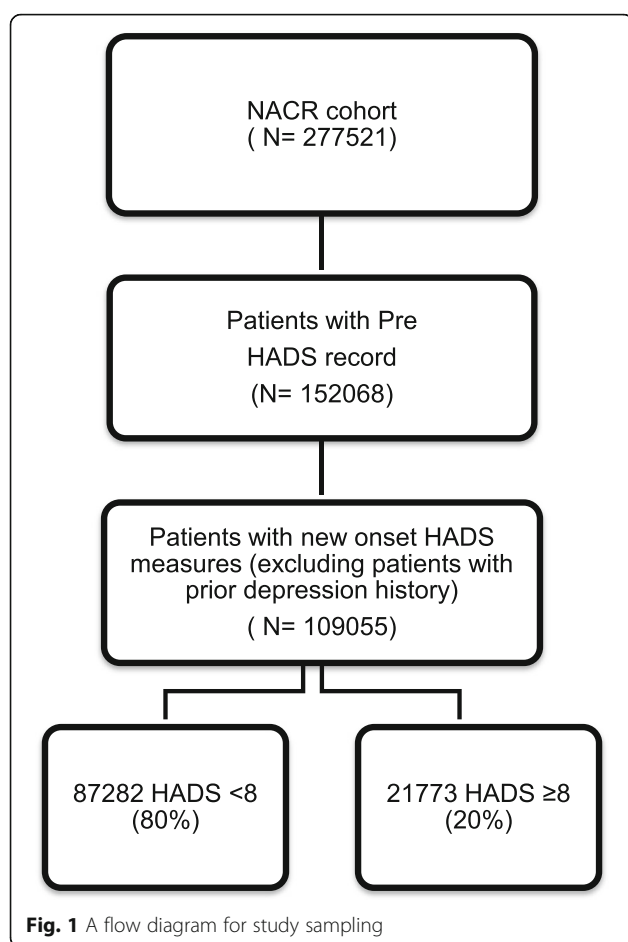 NACR cohort
( N= 277521)
Patients with Pre
HADS record
(N= 152068)
Patients with new onset HADS
measures (excluding patients with
prior depression history)
( N= 109055)
87282 HADS <8
(80%)
21773 HADS ≥8
(20%)
Fig. 1 A flow diagram for study sampling